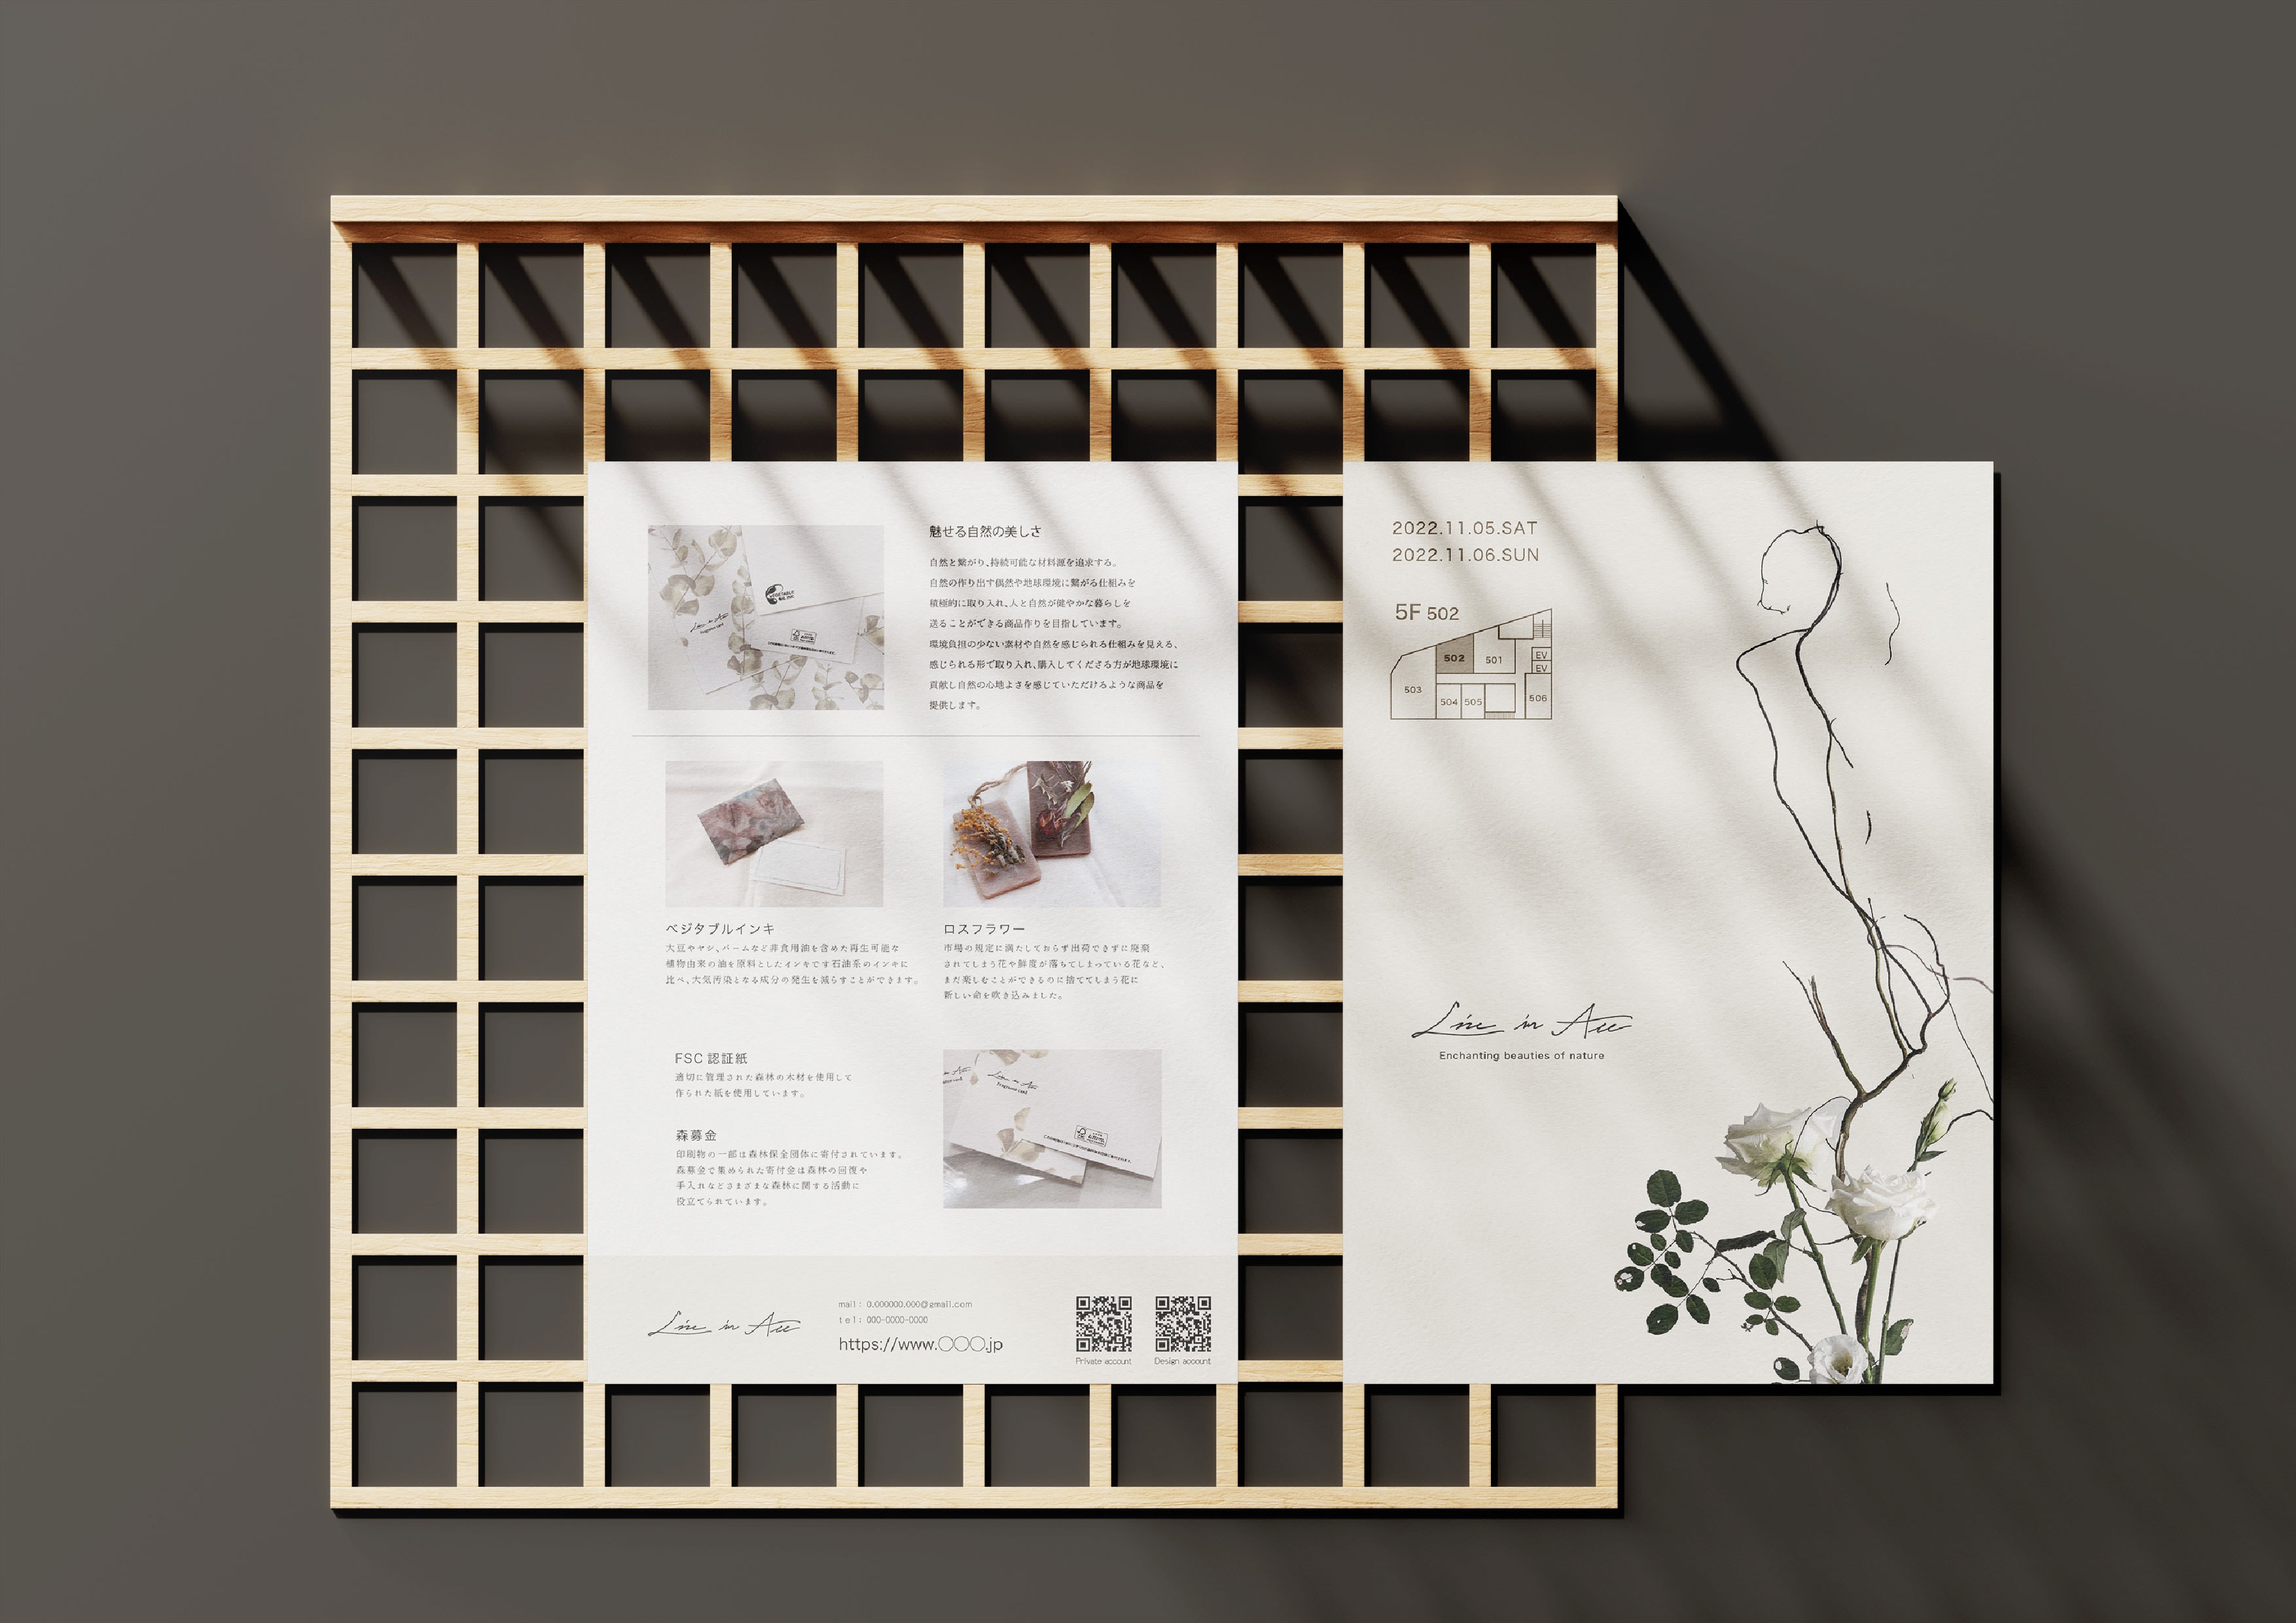 魅せる自然の美しさ
自然と繋がり、持続可能な材料源を追求する。
自然の作り出す偶然や地球環境に繋がる仕組みを
積極的に取り入れ、人と自然が健やかな暮らしを
送ることができる商品作りを目指しています。
環境負担の少ない素材や自然を感じられる仕組みを見える、
感じられる形で取り入れ、購入してくださる方が地球環境に
貢献し自然の心地よさを感じていただけるような商品を
提供します。
ベジタブルインキ
大豆やヤシ、パームなど非食用油を含めた再生可能な
植物由来の油を原料としたインキです石油系のインキに
比べ、大気汚染となる成分の発生を減らすことができます。
ロスフラワー
市場の規定に満たしておらず出荷できずに廃棄
されてしまう花や鮮度が落ちてしまっている花など、
まだ楽しむことができるのに捨ててしまう花に
新しい命を吹き込みました。
FSC 認証紙
適切に管理された森林の木材を使用して
作られた紙を使用しています。
森募金
印刷物の一部は森林保全団体に寄付されています。
森募金で集められた寄付金は森林の回復や
手入れなどさまざまな森林に関する活動に
役立てられています。
mail : 0.000000.000@gmail.com
tel : 000-0000-0000
https://www.〇〇〇.jp
Private account
Design account
2022.11.05.SAT
2022.11.06.SUN
5F 502
502
501
EV
EV
503
504
505
506
Enchanting beauties of nature